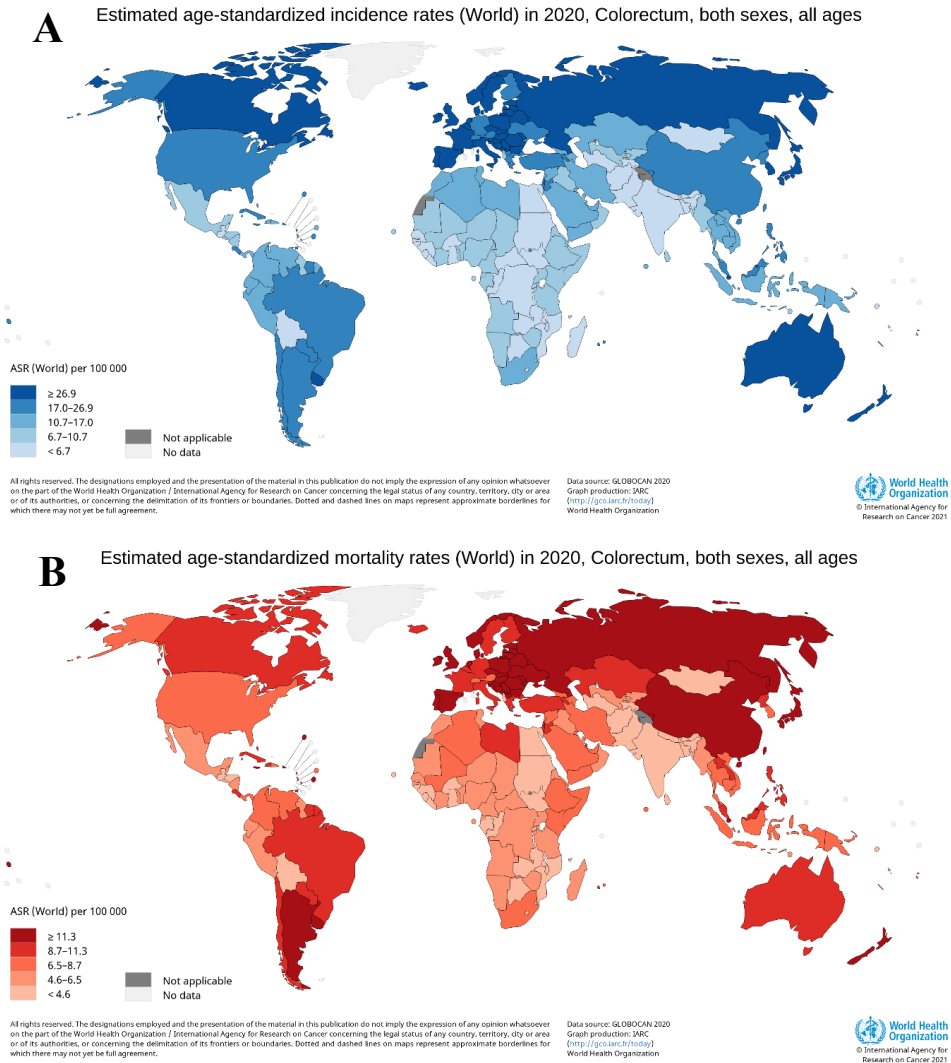 A
Estimated age-standardized incidence rates (World) in 2020, Colorectum, both sexes, all ages
ASR (World) per 100 000
≥ 26.9
17.0–26.9
10.7–17.0
6.7–10.7
< 6.7
Not applicable
No data
All rights reserved. The designations employed and the presentation of the material in this publication do not imply the expression of any opinion whatsoever
on the part of the World Health Organization / International Agency for Research on Cancer concerning the legal status of any country, territory, city or area
or of its authorities, or concerning the delimitation of its frontiers or boundaries. Dotted and dashed lines on maps represent approximate borderlines for
which there may not yet be full agreement.
Data source: GLOBOCAN 2020
Graph production: IARC
(http://gco.iarc.fr/today)
World Health Organization
World Health
Organization
© International Agency for
Research on Cancer 2021
B
Estimated age-standardized mortality rates (World) in 2020, Colorectum, both sexes, all ages
ASR (World) per 100 000
≥ 11.3
8.7–11.3
6.5–8.7
4.6–6.5
< 4.6
Not applicable
No data
All rights reserved. The designations employed and the presentation of the material in this publication do not imply the expression of any opinion whatsoever
on the part of the World Health Organization / International Agency for Research on Cancer concerning the legal status of any country, territory, city or area
or of its authorities, or concerning the delimitation of its frontiers or boundaries. Dotted and dashed lines on maps represent approximate borderlines for
which there may not yet be full agreement.
Data source: GLOBOCAN 2020
Graph production: IARC
(http://gco.iarc.fr/today)
World Health Organization
World Health
Organization
© International Agency for
Research on Cancer 2021